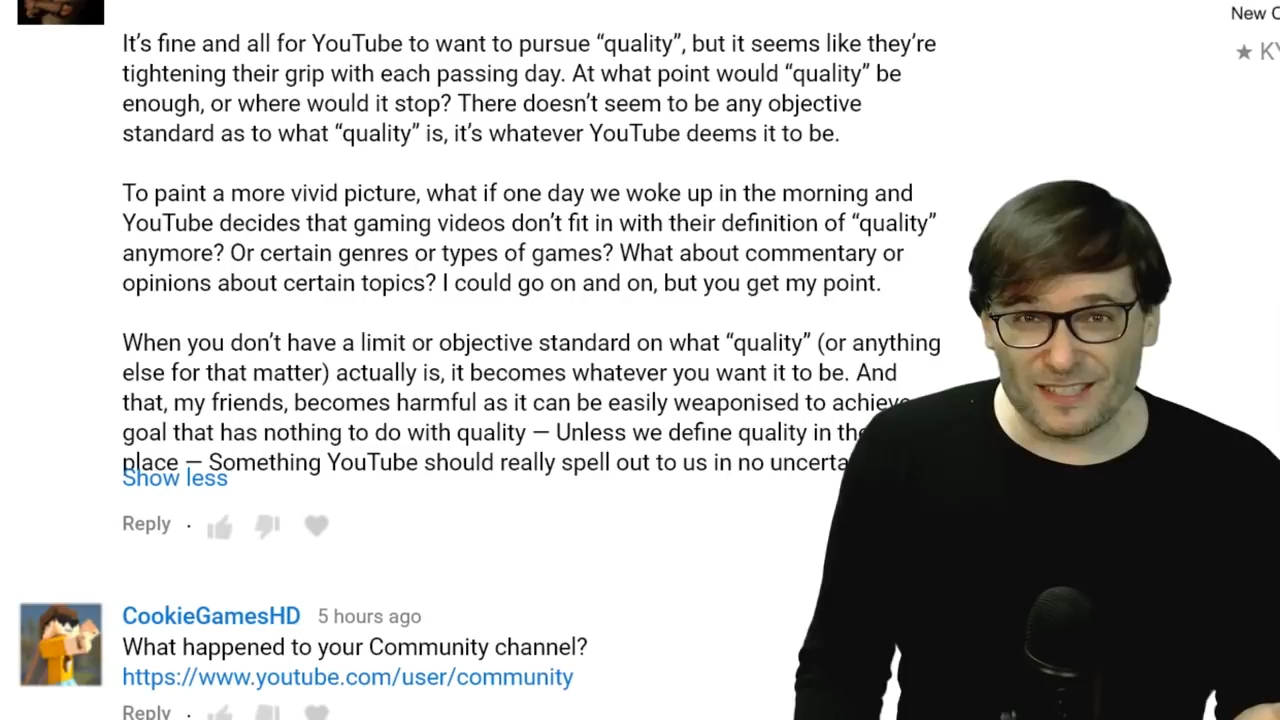 New
It’s fine and all for YouTube to want to pursue “quality”, but it seems like they’re
tightening their grip with each passing day. At what point would “quality” be
enough, or where would it stop? There doesn’t seem to be any objective
standard as to what “quality” is, it’s whatever YouTube deems it to be.
To paint a more vivid picture, what if one day we woke up in the morning and
YouTube decides that gaming videos don’t fit in with their definition of “quality”
anymore? Or certain genres or types of games? What about commentary or
opinions about certain topics? I could go on and on, but you get my point.
When you don’t have a limit or objective standard on what “quality” (or anything
else for that matter) actually is, it becomes whatever you want it to be. And
that, my friends, becomes harmful as it can be easily weaponised to achieve
goal that has nothing to do with quality — Unless we define quality in
place — Something YouTube should really spell out to us in no
Show less
Reply ·
CookieGamesHD 5 hours ago
What happened to your Community channel?
https://www.youtube.com/user/community
Reply ·